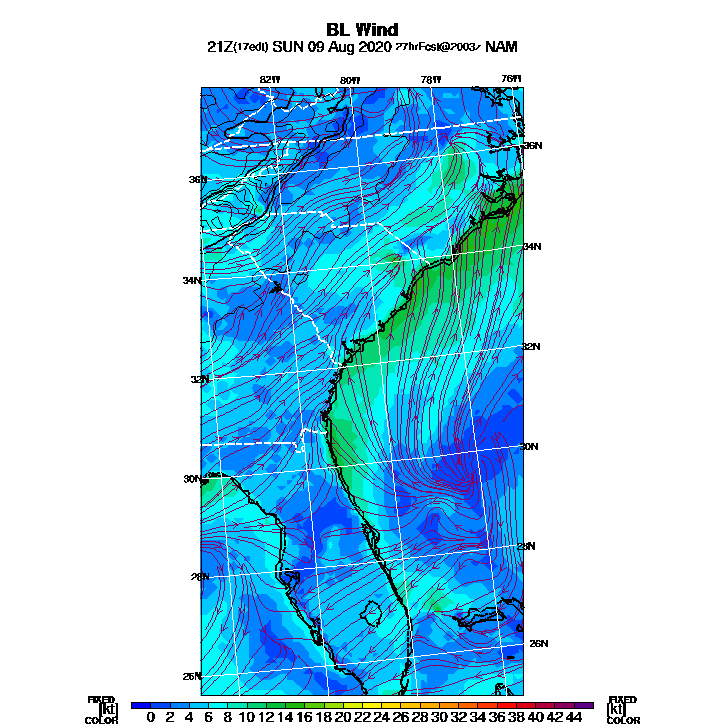 BL Wind
21Z(17edt) SUN 09 Aug 2020 27hrFcst@2003z NAM
82W 80W 78W 76W
36N
36N
34N
34N
32N
32N
30N
30N
28N
28N
26N
26N
FIXED FIXED
[kt] 0 2 4 6 8 10 12 14 16 18 20 22 24 26 28 30 32 34 36 38 40 42 44 [kt]
COLOR COLOR